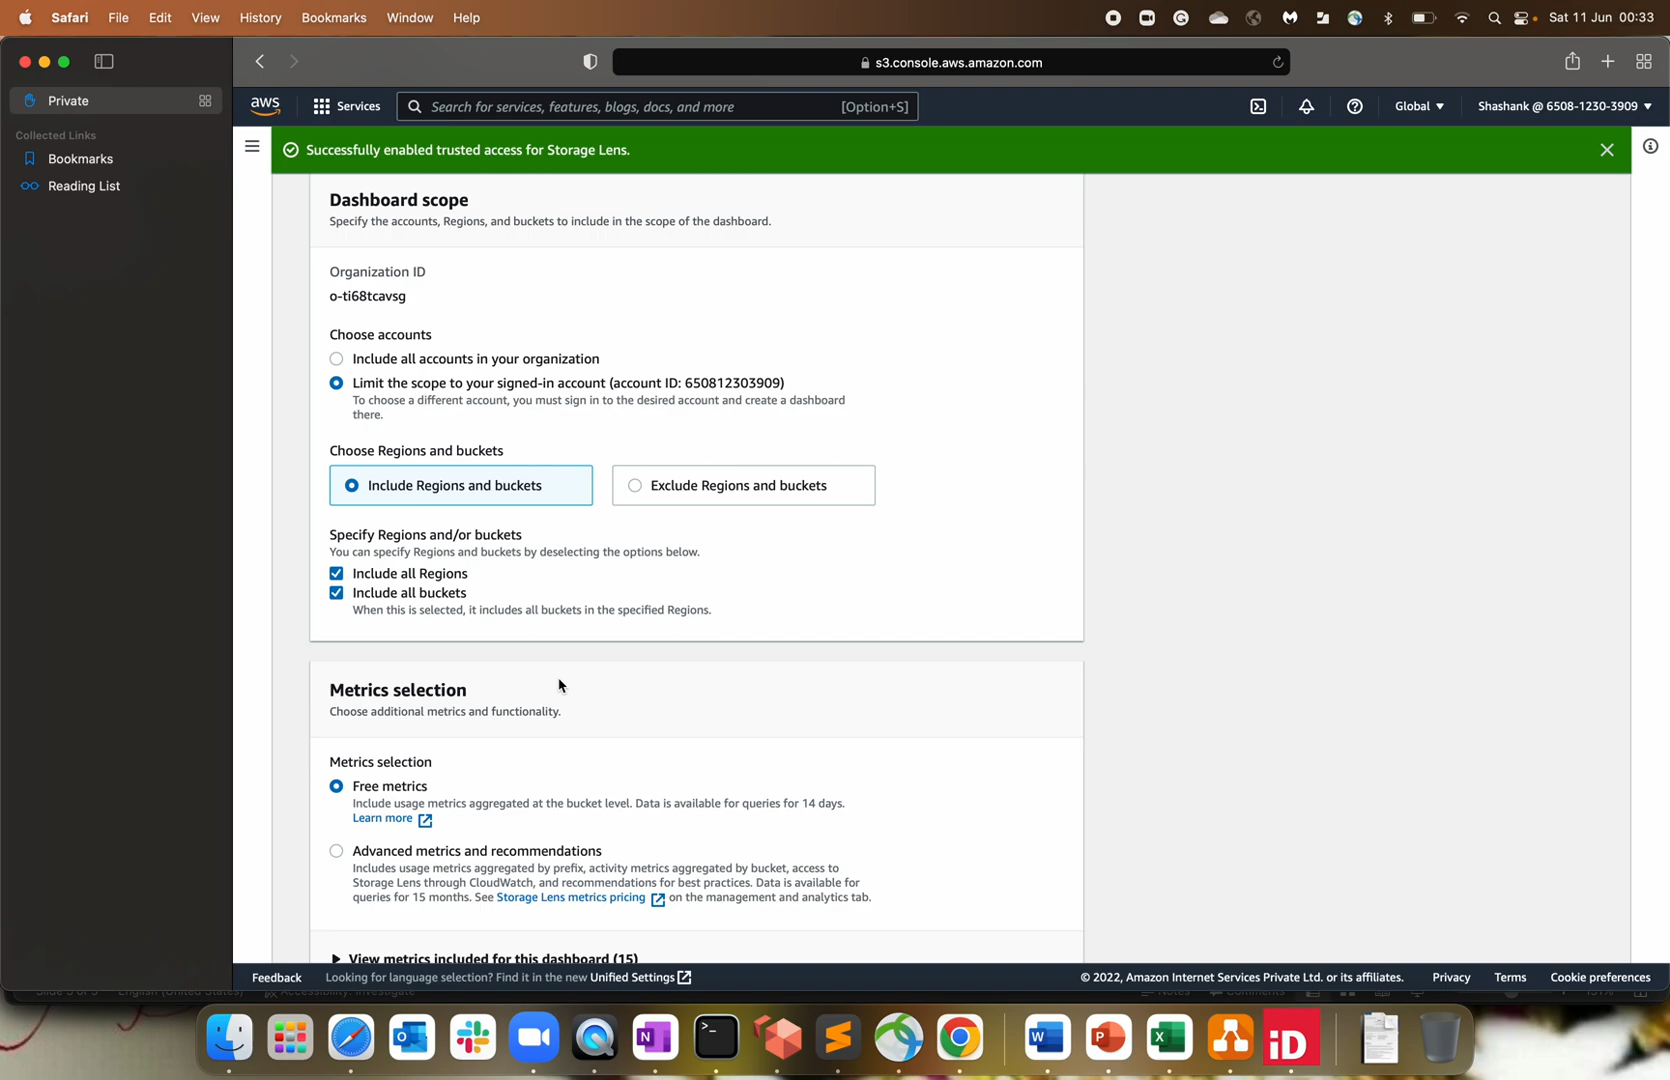 Safari File Edit View History Bookmarks Window Help Sat 11 Jun 00:33
s3.console.aws.amazon.com
Private
Collected Links
Bookmarks
Reading List
aws Services Search for services, features, blogs, docs, and more [Option+S] Global Shashank @ 6508-1230-3909
Successfully enabled trusted access for Storage Lens.
Dashboard scope
Specify the accounts, Regions, and buckets to include in the scope of the dashboard.
Organization ID
o-ti68tcavsg
Choose accounts
Include all accounts in your organization
Limit the scope to your signed-in account (account ID: 650812303909)
To choose a different account, you must sign in to the desired account and create a dashboard
there.
Choose Regions and buckets
Include Regions and buckets
Exclude Regions and buckets
Specify Regions and/or buckets
You can specify Regions and buckets by deselecting the options below.
Include all Regions
Include all buckets
When this is selected, it includes all buckets in the specified Regions.
Metrics selection
Choose additional metrics and functionality.
Metrics selection
Free metrics
Include usage metrics aggregated at the bucket level. Data is available for queries for 14 days.
Learn more
Advanced metrics and recommendations
Includes usage metrics aggregated by prefix, activity metrics aggregated by bucket, access to
Storage Lens through CloudWatch, and recommendations for best practices. Data is available for
queries for 15 months. See Storage Lens metrics pricing on the management and analytics tab.
View metrics included for this dashboard (15)
Feedback Looking for language selection? Find it in the new Unified Settings © 2022, Amazon Internet Services Private Ltd. or its affiliates. Privacy Terms Cookie preferences
N W P X iD